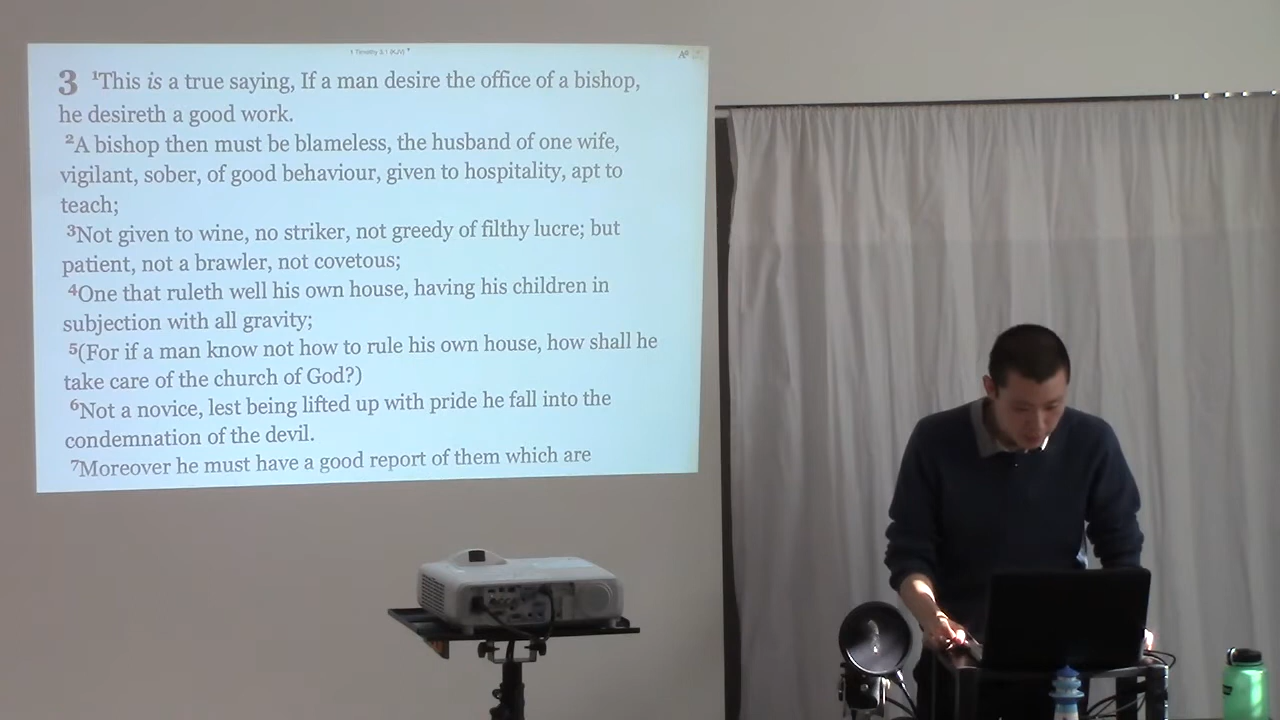 1 Timothy 3:1 (KJV)
3 1This is a true saying, If a man desire the office of a bishop,
he desireth a good work.
2A bishop then must be blameless, the husband of one wife,
vigilant, sober, of good behaviour, given to hospitality, apt to
teach;
3Not given to wine, no striker, not greedy of filthy lucre; but
patient, not a brawler, not covetous;
4One that ruleth well his own house, having his children in
subjection with all gravity;
5(For if a man know not how to rule his own house, how shall he
take care of the church of God?)
6Not a novice, lest being lifted up with pride he fall into the
condemnation of the devil.
7Moreover he must have a good report of them which are